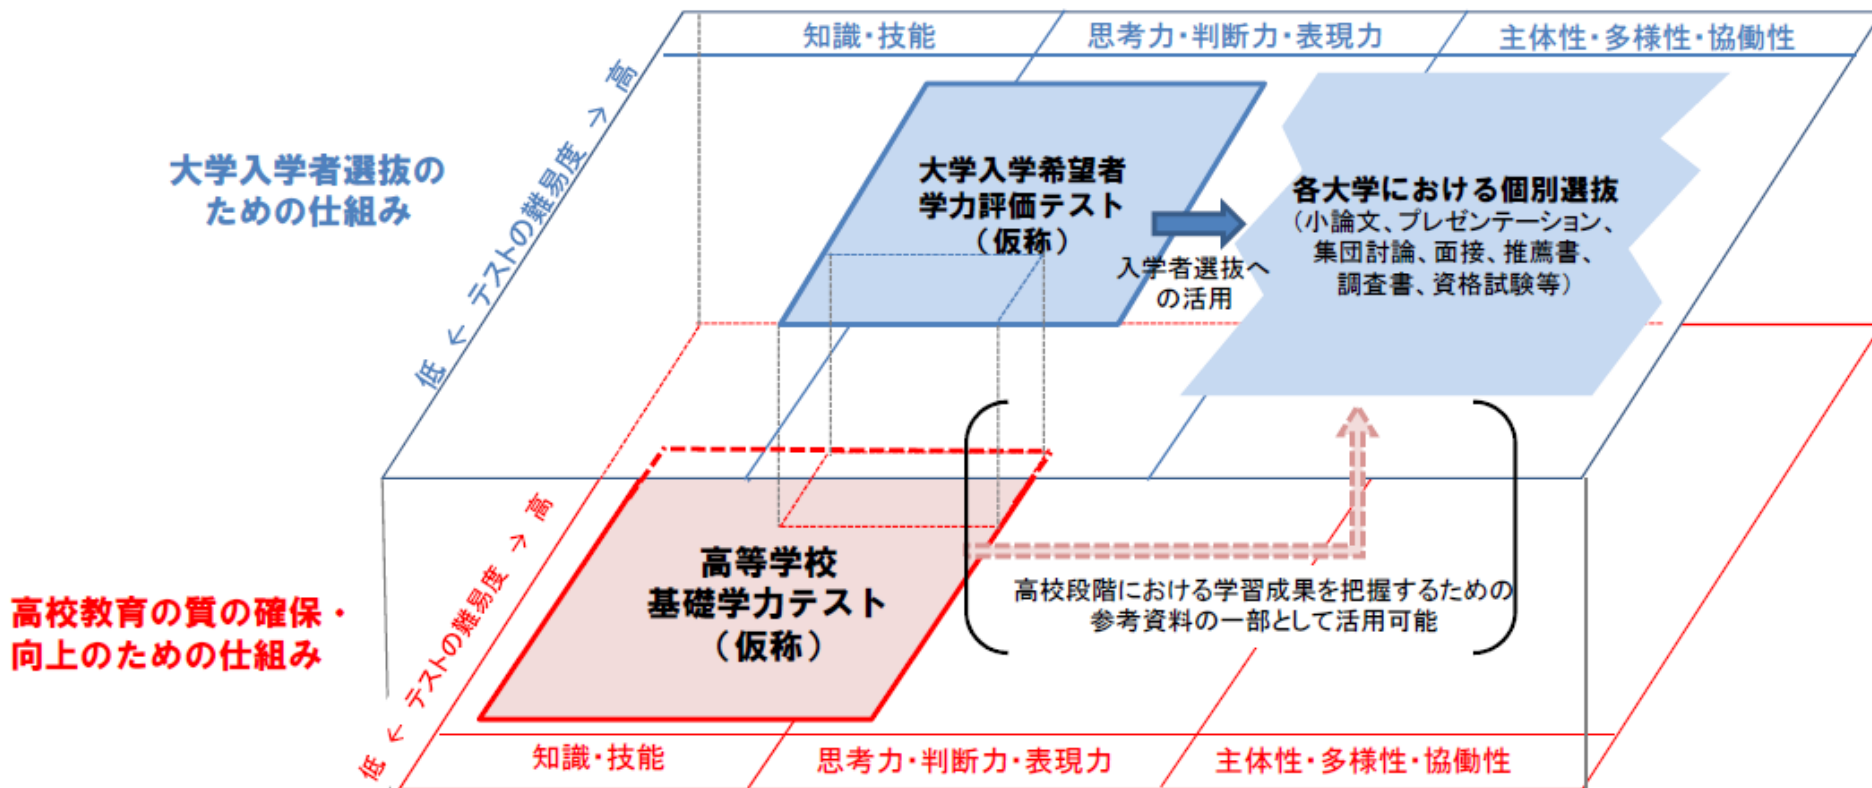 知識・技能
思考力・判断力・表現力
主体性・多様性・協働性
低 ← テストの難易度 → 高
大学入学者選抜の
ための仕組み
大学入学希望者
学力評価テスト
（仮称）
入学者選抜へ
の活用
各大学における個別選抜
（小論文、プレゼンテーション、
集団討論、面接、推薦書、
調査書、資格試験等）
低 ← テストの難易度 → 高
高校教育の質の確保・
向上のための仕組み
高等学校
基礎学力テスト
（仮称）
高校段階における学習成果を把握するための
参考資料の一部として活用可能
知識・技能
思考力・判断力・表現力
主体性・多様性・協働性